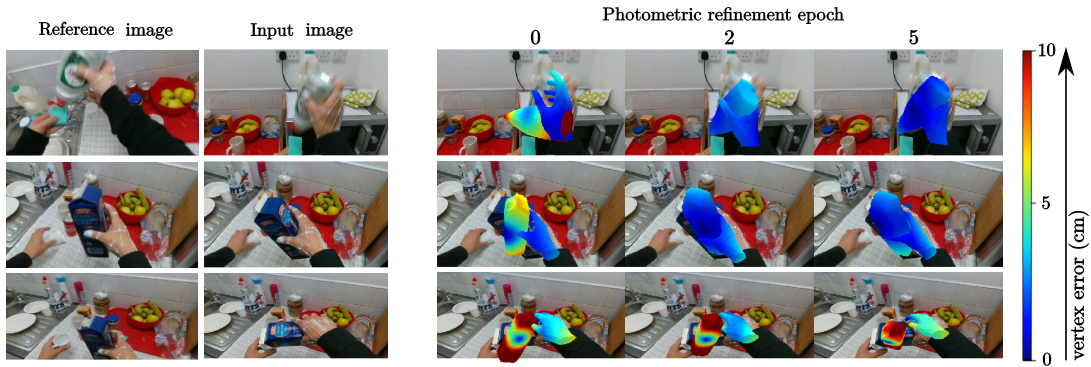 Photometric refinement epoch
Reference image
Input image
0
2
5
10
5
0
vertex error (cm)